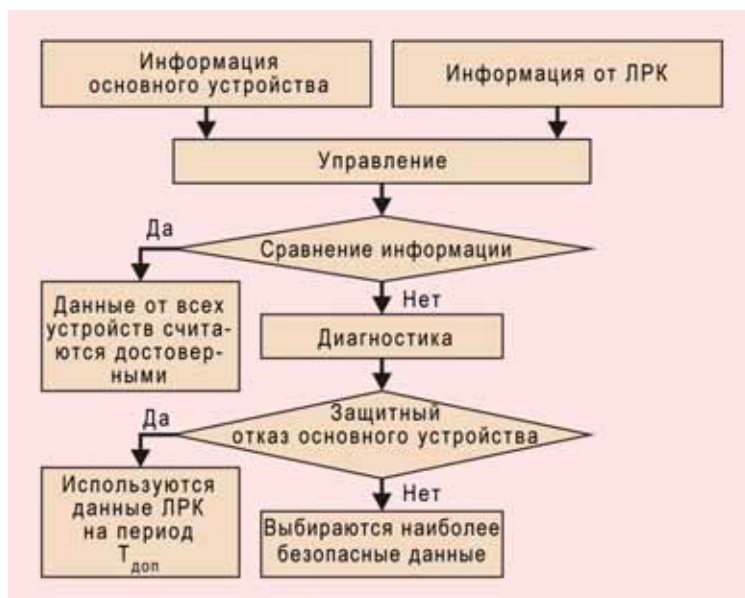 Информация
основного устройства
Информация от ЛРК
Управление
Да
Сравнение информации
Нет
Данные от всех
устройств счита-
ются достовер-
ными
Диагностика
Да
Защитный
отказ основного устройства
Нет
Используются
данные ЛРК
на период
Tдоп
Выбираются наиболее
безопасные данные